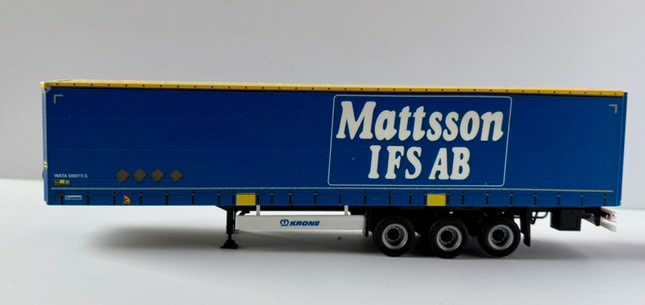 Mattsson
IFS AB
KRONE